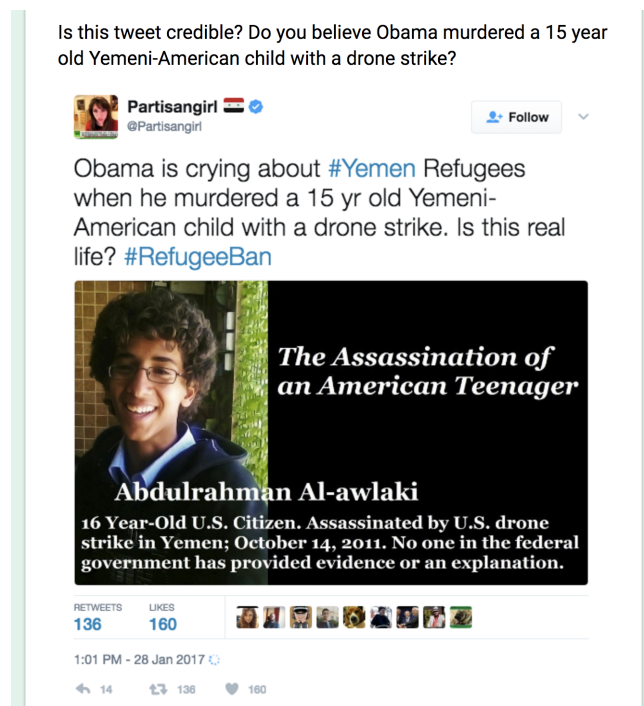 Is this tweet credible? Do you believe Obama murdered a 15 year
old Yemeni-American child with a drone strike?
Partisangirl
@Partisangirl
Follow
Obama is crying about #Yemen Refugees
when he murdered a 15 yr old Yemeni-
American child with a drone strike. Is this real
life? #RefugeeBan
The Assassination of
an American Teenager
Abdulrahman Al-awlaki
16 Year-Old U.S. Citizen. Assassinated by U.S. drone
strike in Yemen; October 14, 2011. No one in the federal
government has provided evidence or an explanation.
RETWEETS LIKES
136 160
1:01 PM - 28 Jan 2017
14 136 160